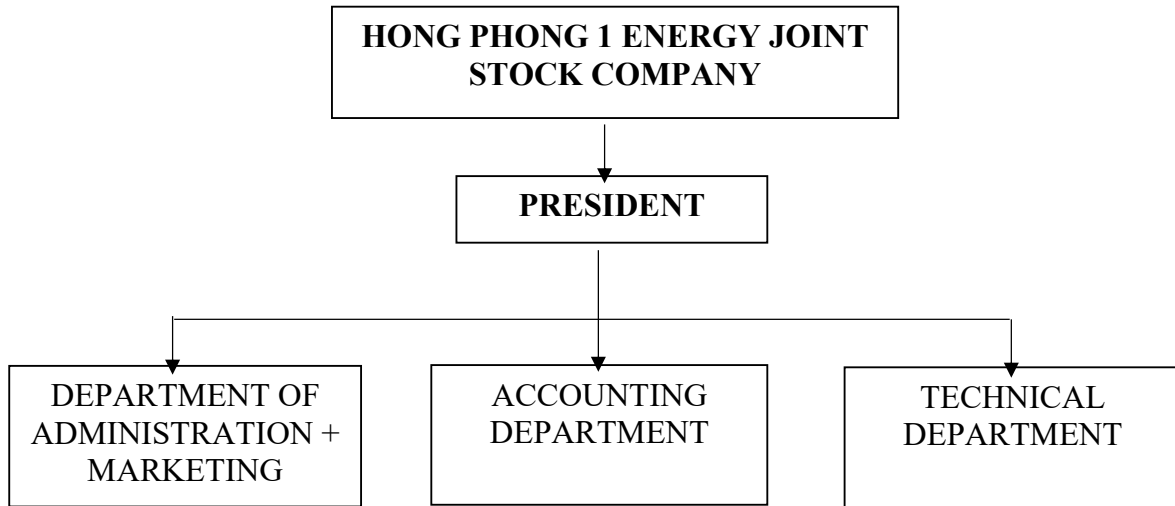 HONG PHONG 1 ENERGY JOINT
STOCK COMPANY
PRESIDENT
DEPARTMENT OF
ADMINISTRATION +
MARKETING
ACCOUNTING
DEPARTMENT
TECHNICAL
DEPARTMENT